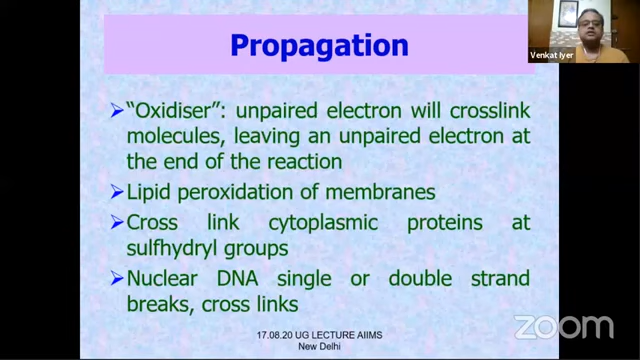 Propagation
Venkat Iyer
➢"Oxidiser": unpaired electron will crosslink
molecules, leaving an unpaired electron at
the end of the reaction
➢Lipid peroxidation of membranes
➢Cross link cytoplasmic proteins at
sulfhydryl groups
➢Nuclear DNA single or double strand
breaks, cross links
17.08.20 UG LECTURE AIIMS
New Delhi
zoom